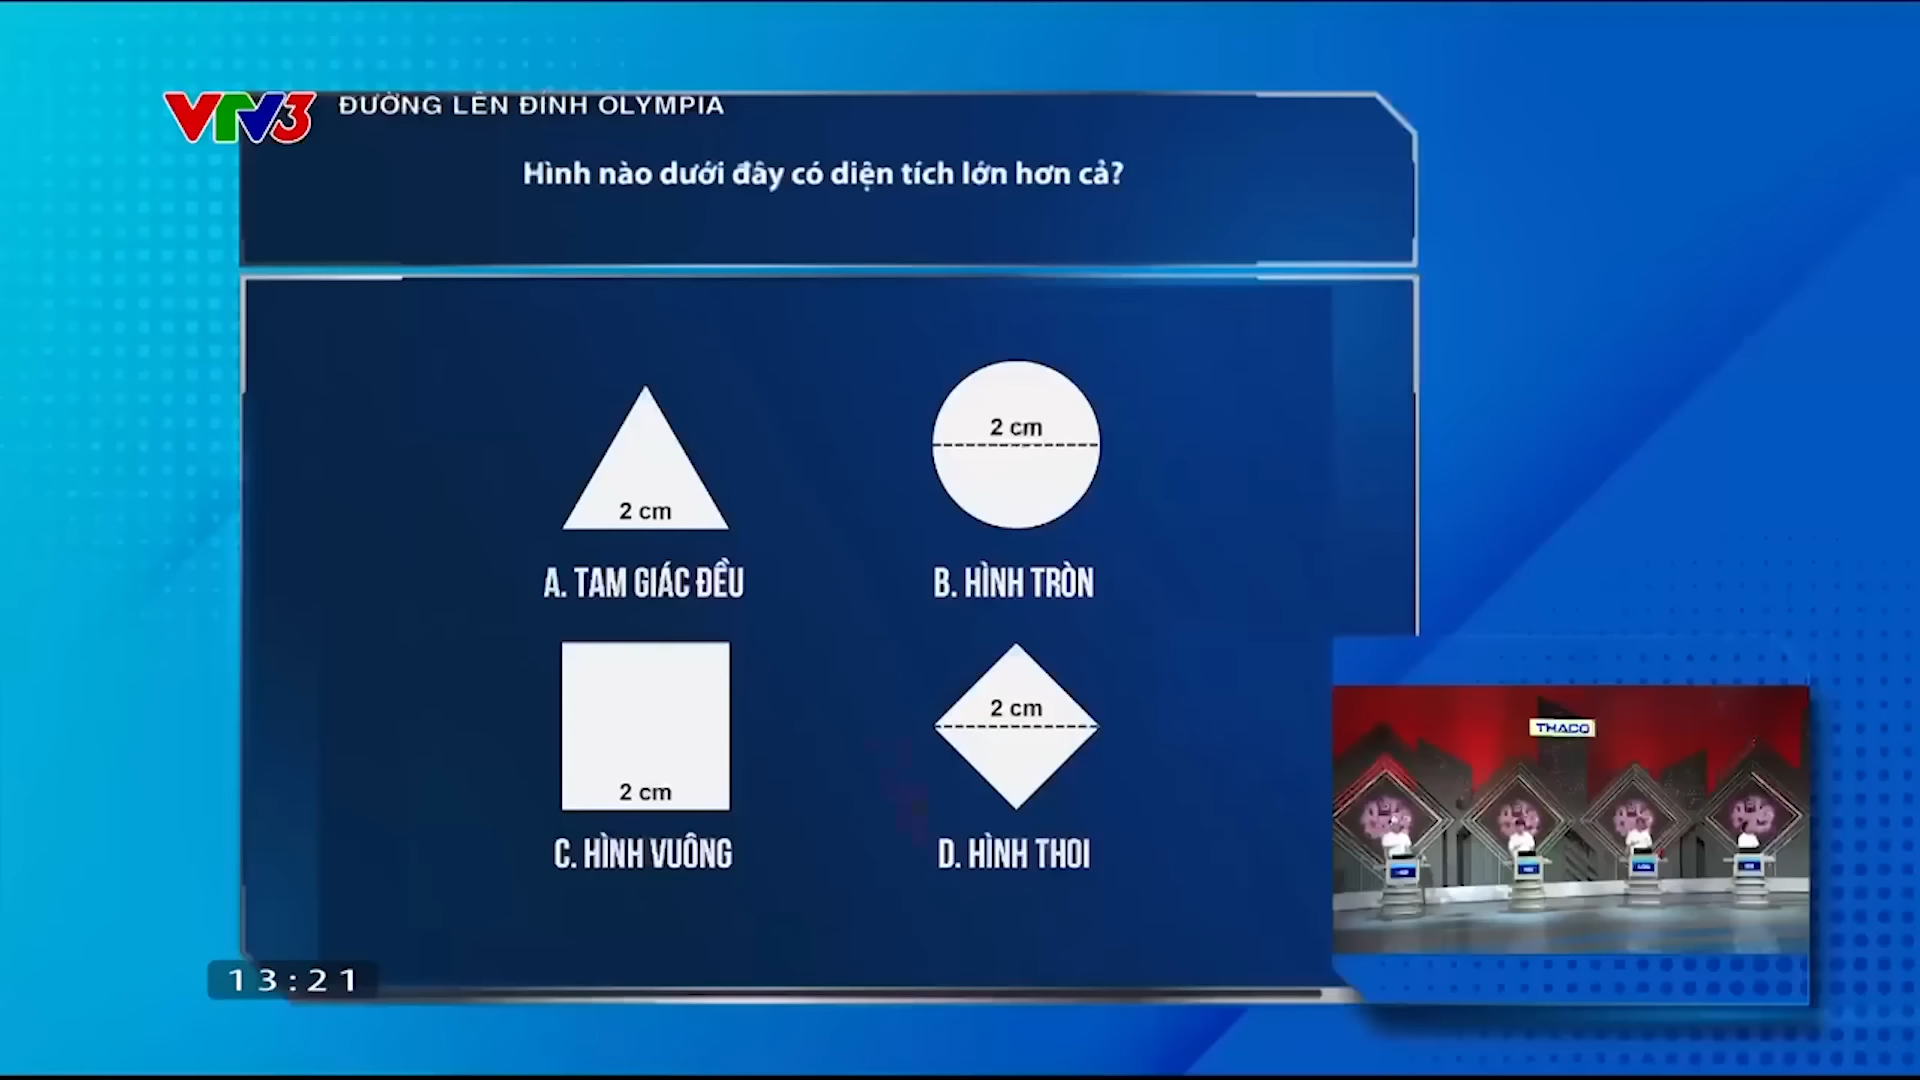 VTV3 ĐƯỜNG LÊN ĐỈNH OLYMPIA
Hình nào dưới đây có diện tích lớn hơn cả?
2 cm
2 cm
A. TAM GIÁC ĐỀU
B. HÌNH TRÒN
2 cm
2 cm
C. HÌNH VUÔNG
D. HÌNH THOI
THACO
13:21